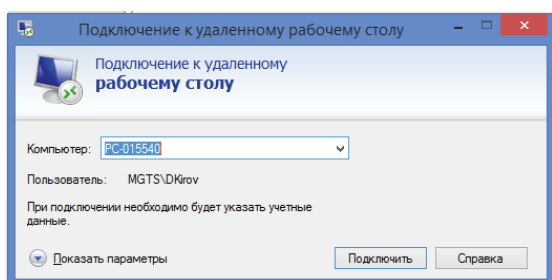 Подключение к удаленному рабочему столу
Подключение к удаленному
рабочему столу
Компьютер: PC-015540
Пользователь: MGTS\DKirov
При подключении необходимо будет указать учетные
данные.
Показать параметры Подключить Справка